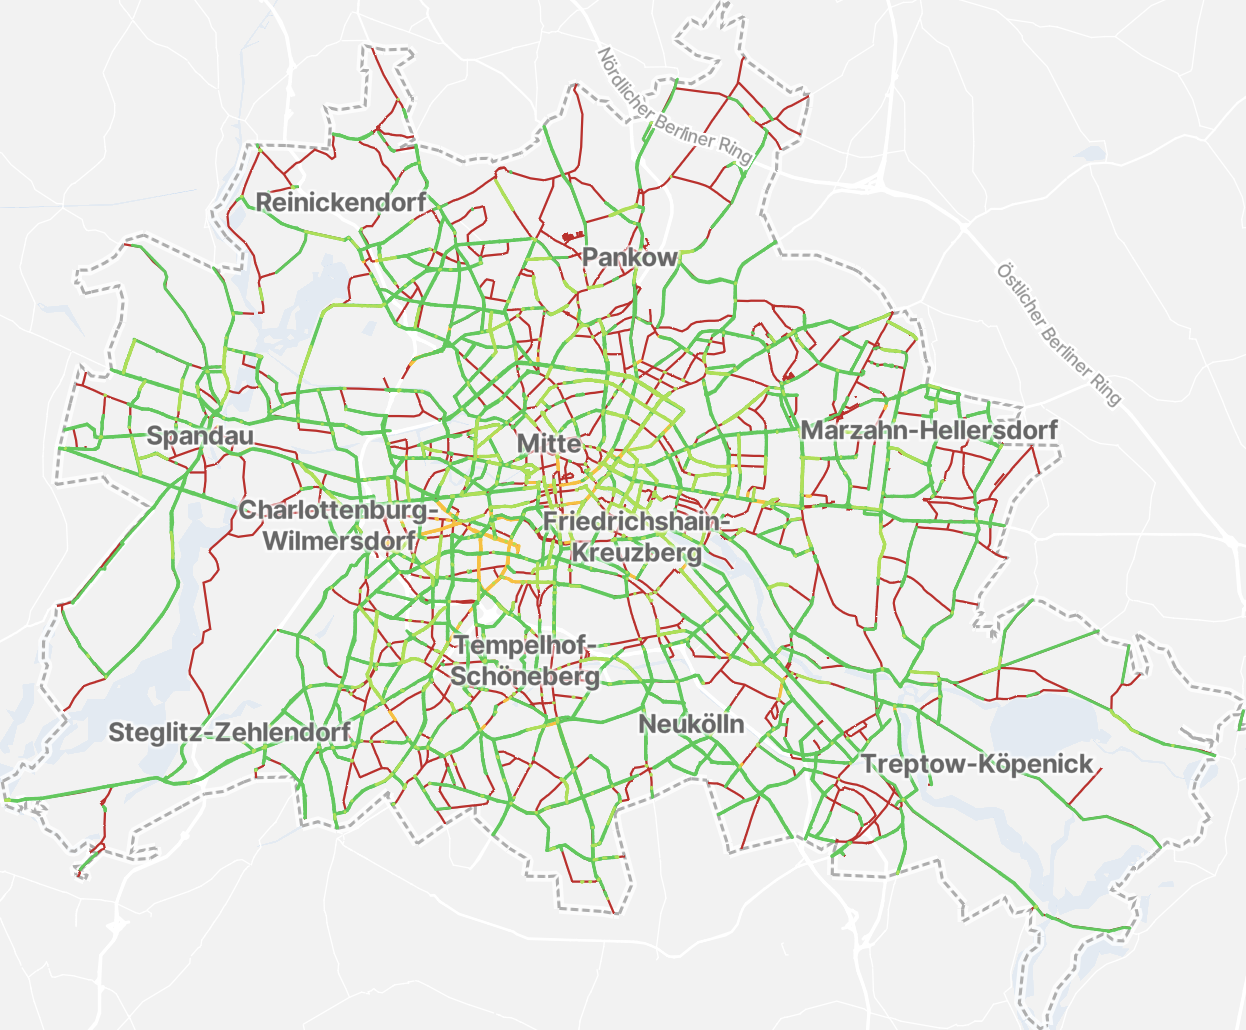 Nördlicher Berliner Ring
Reinickendorf
Pankow
Östlicher Berliner Ring
Marzahn-Hellersdorf
Spandau
Mitte
Charlottenburg-
Wilmersdorf
Friedrichshain-
Kreuzberg
Tempelhof-
Schöneberg
Steglitz-Zehlendorf
Neukölln
Treptow-Köpenick